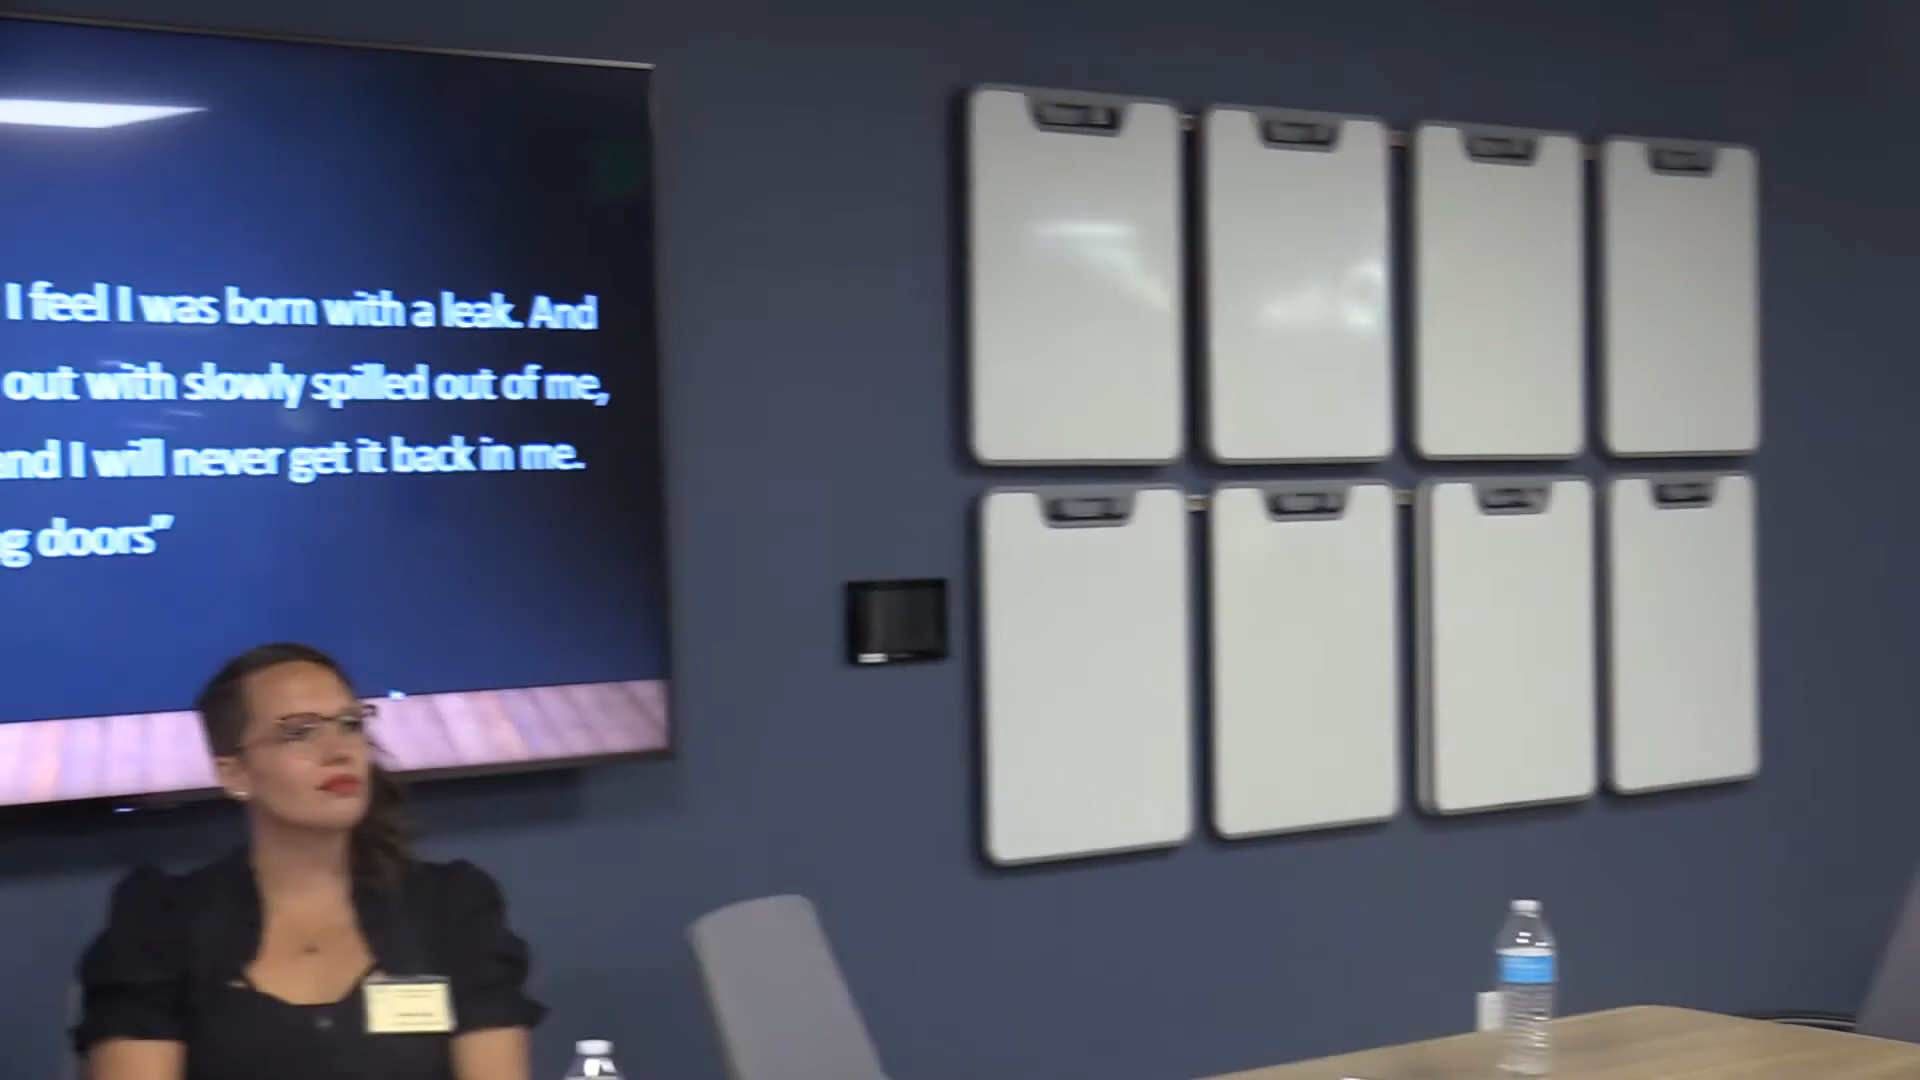 I feel I was born with a leak. And
out with slowly spilled out of me,
and I will never get it back in me.
g doors”